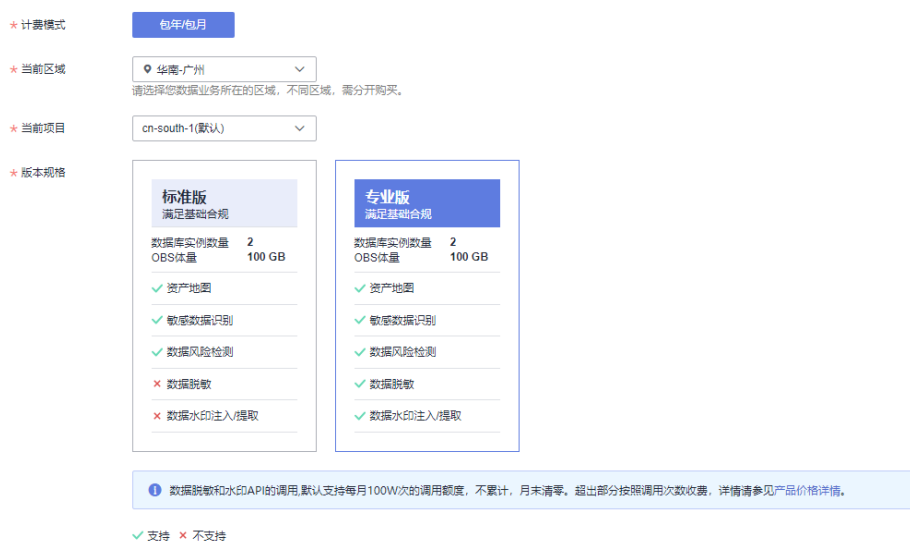 * 计费模式 包年/包月
* 当前区域 华南-广州
请选择您数据业务所在的区域，不同区域，需分开购买。
* 当前项目 cn-south-1(默认)
* 版本规格
标准版
满足基础合规
数据库实例数量 2
OBS体量 100 GB
资产地图
敏感数据识别
数据风险检测
数据脱敏
数据水印注入/提取
专业版
满足基础合规
数据库实例数量 2
OBS体量 100 GB
资产地图
敏感数据识别
数据风险检测
数据脱敏
数据水印注入/提取
数据脱敏和水印API的调用,默认支持每月100W次的调用额度，不累计，月末清零。超出部分按照调用次数收费，详情请参见产品价格详情。
支持 不支持